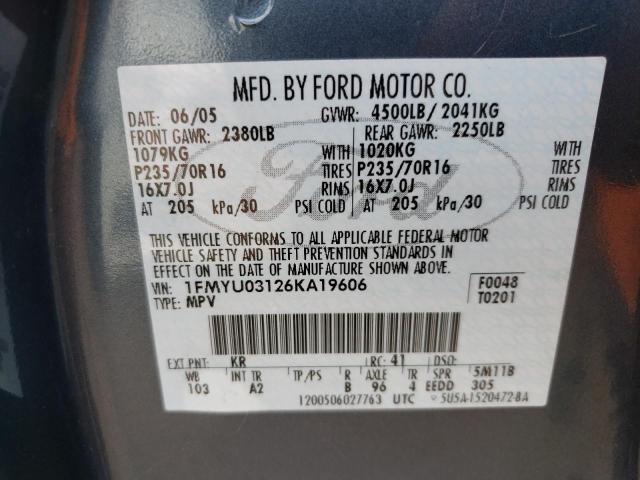 MFD. BY FORD MOTOR CO.
DATE: 06/05 GVWR: 4500LB/ 2041KG
FRONT GAWR: 2380LB REAR GAWR: 2250LB
1079KG WITH 1020KG WITH
P235/70R16 TIRES P235/70R16 TIRES
16X7.0J RIMS 16X7.0J RIMS
AT 205 kPa/30 PSI COLD AT 205 kPa/30 PSI COLD
Ford
THIS VEHICLE CONFORMS TO ALL APPLICABLE FEDERAL MOTOR
VEHICLE SAFETY AND THEFT PREVENTION STANDARDS IN
EFFECT ON THE DATE OF MANUFACTURE SHOWN ABOVE.
VIN: 1FMYU03126KA19606 F0048
TYPE: MPV T0201
EXT PNT: KR RC: 41 DSO:
WB INT TR TP/PS R AXLE TR SPR 5M11B
103 A2 B 96 4 EEDD 305
1200506027763 UTC 5U5A-1520472-BA